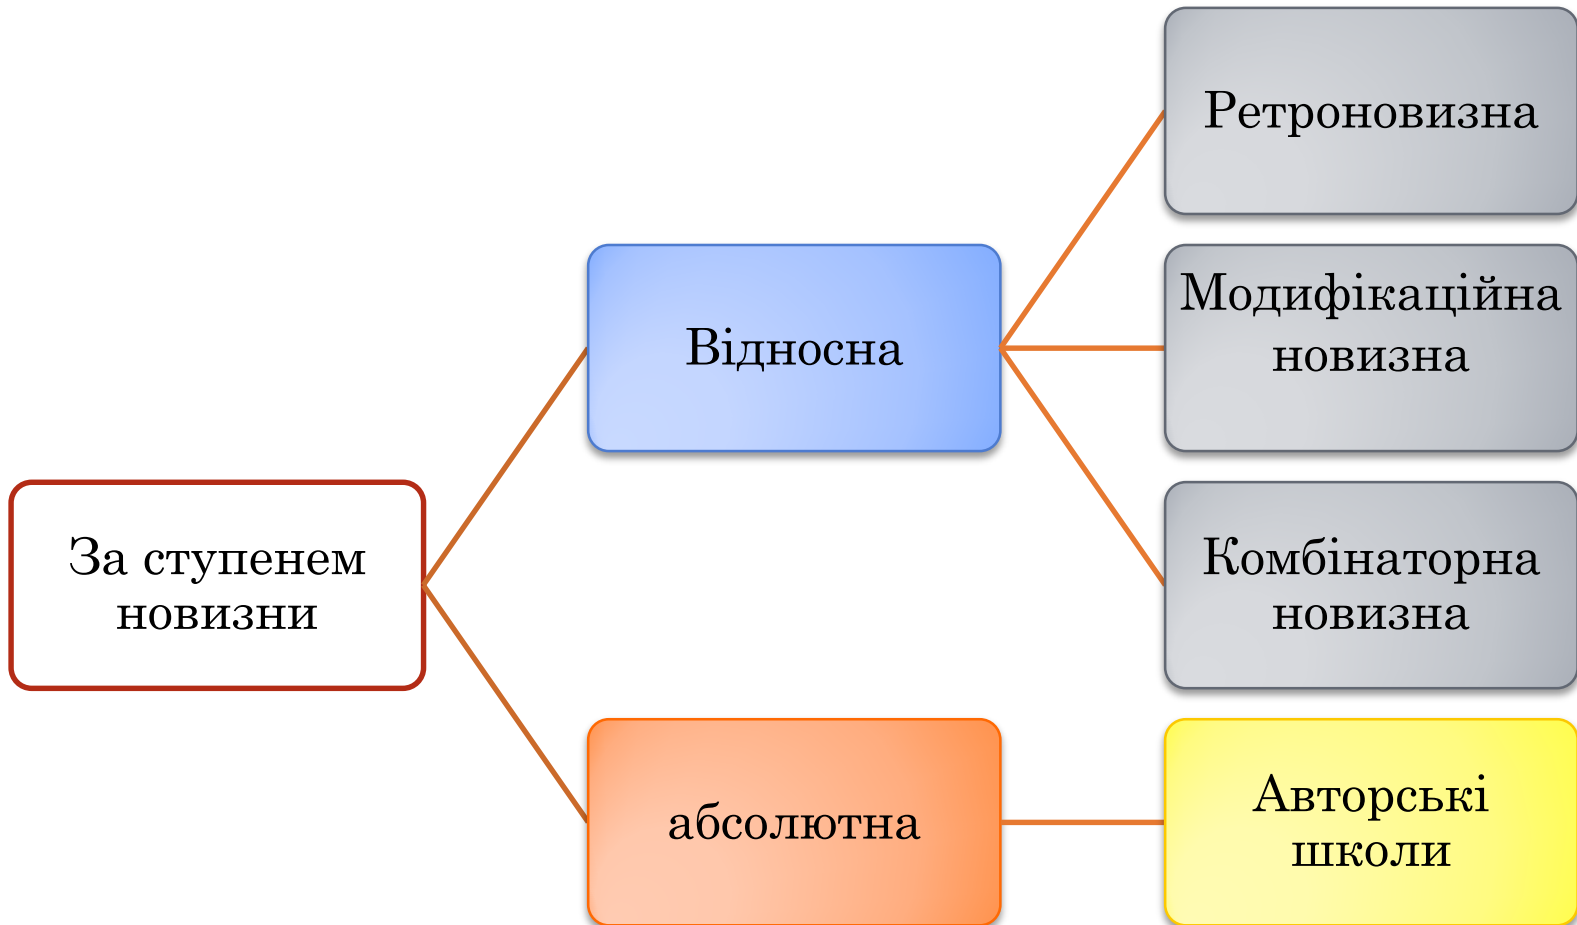 За ступенем
новизни
Відносна
Ретроновизна
Модифікаційна
новизна
Комбінаторна
новизна
абсолютна
Авторські
школи